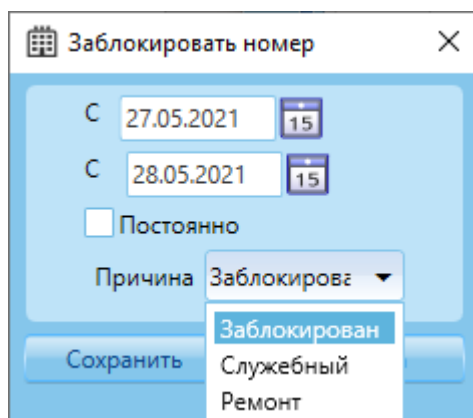 Заблокировать номер
С 27.05.2021 15
С 28.05.2021 15
Постоянно
Причина Заблокирова
Заблокирован
Сохранить Служебный
Ремонт